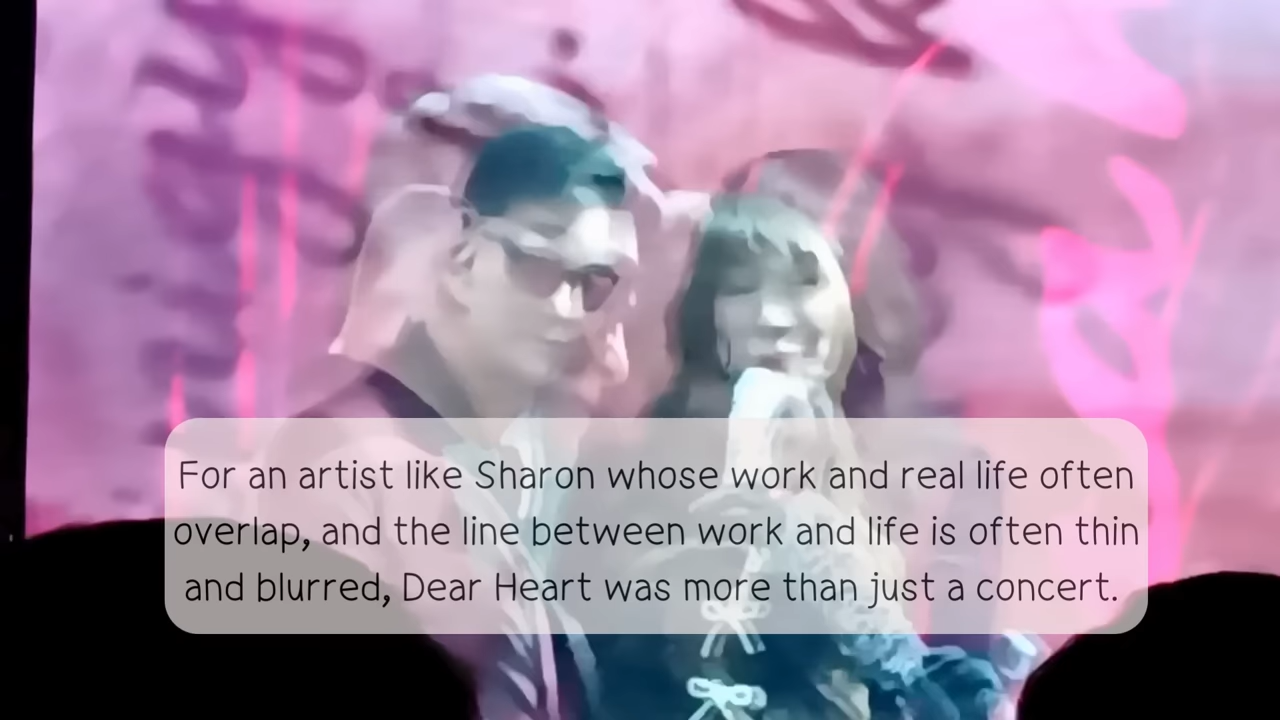 For an artist like Sharon whose work and real life often
overlap, and the line between work and life is often thin
and blurred, Dear Heart was more than just a concert.